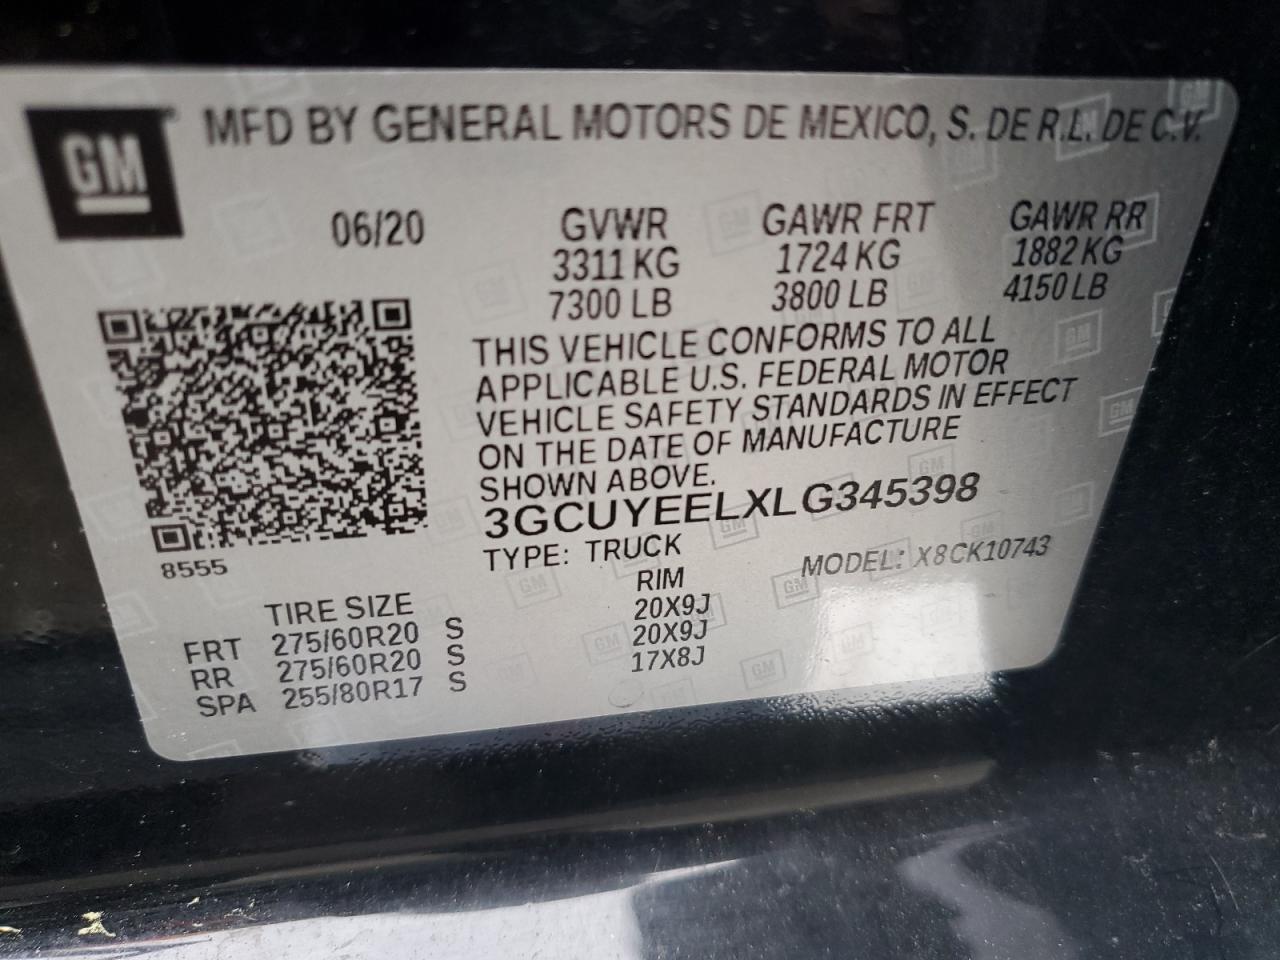 GM
MFD BY GENERAL MOTORS DE MEXICO, S. DE R.L. DE C.V.
06/20 GVWR GAWR FRT GAWR RR
3311 KG 1724 KG 1882 KG
7300 LB 3800 LB 4150 LB
THIS VEHICLE CONFORMS TO ALL
APPLICABLE U.S. FEDERAL MOTOR
VEHICLE SAFETY STANDARDS IN EFFECT
ON THE DATE OF MANUFACTURE
SHOWN ABOVE.
3GCUYEELXLG345398
8555 TYPE: TRUCK MODEL: X8CK10743
TIRE SIZE RIM
FRT 275/60R20 S 20X9J
RR 275/60R20 S 20X9J
SPA 255/80R17 S 17X8J